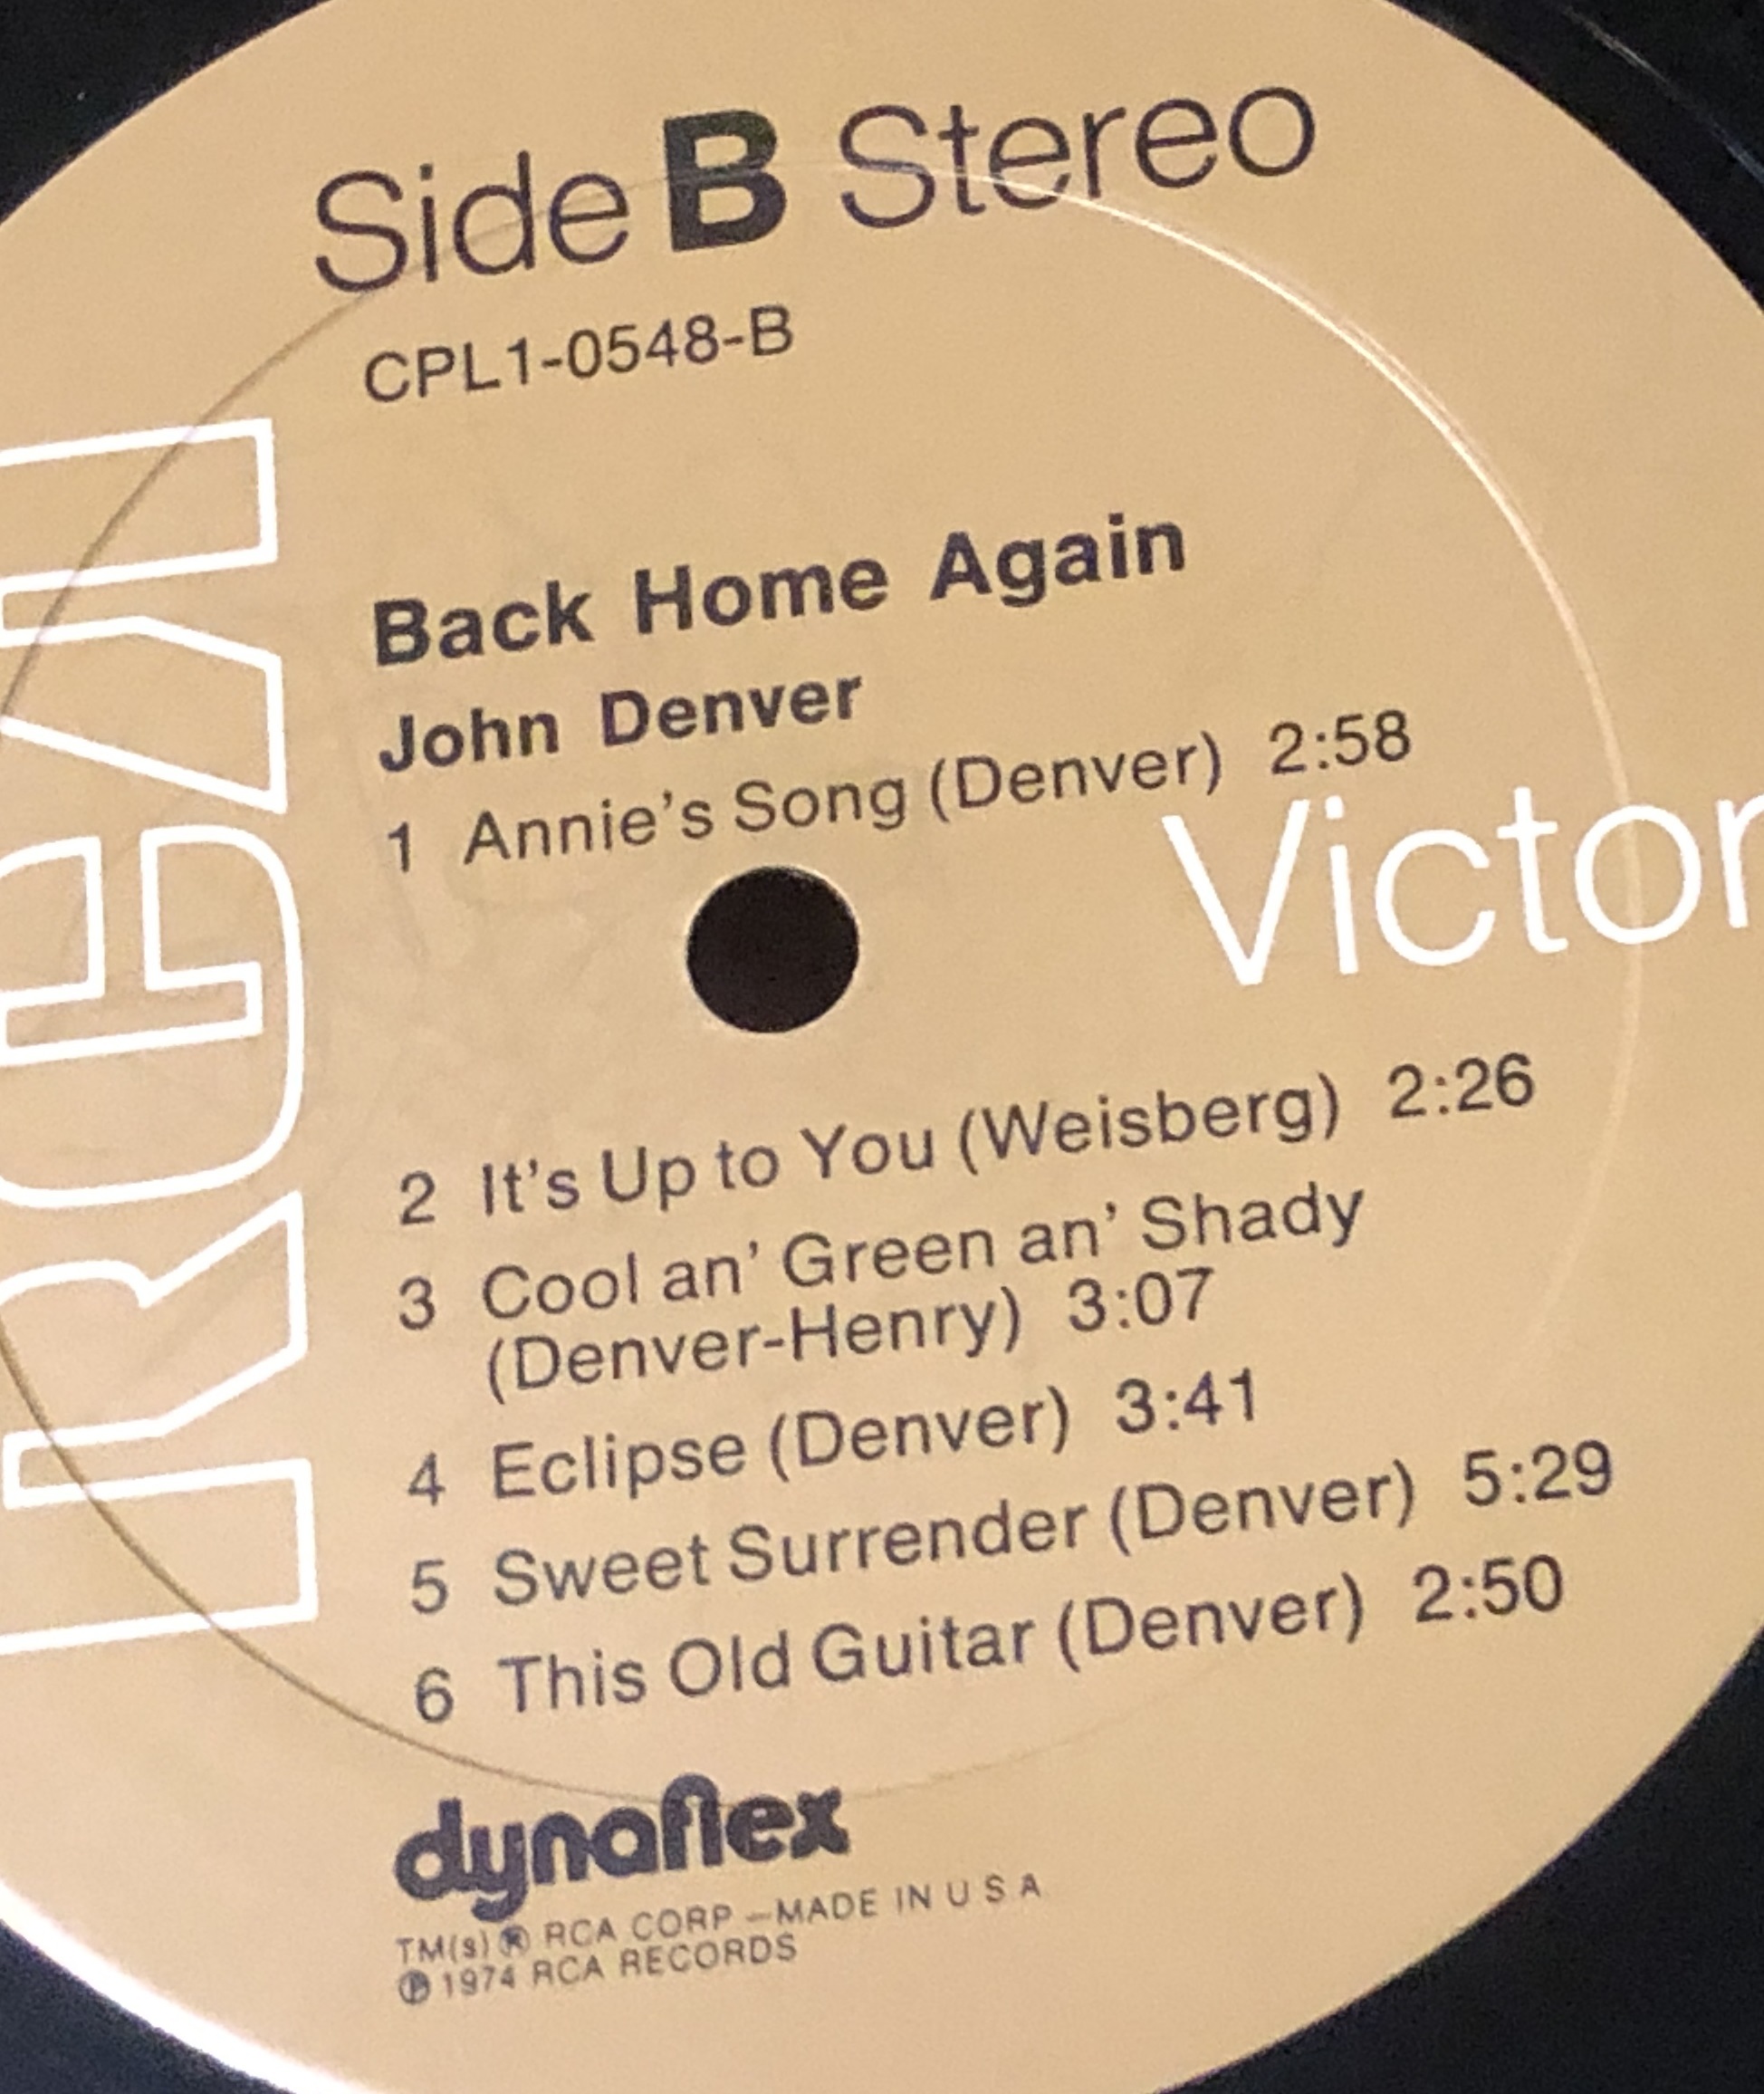 Side B Stereo
CPL1-0548-B
RCA
Back Home Again
John Denver
1 Annie's Song (Denver) 2:58
Victor
2 It's Up to You (Weisberg) 2:26
3 Cool an' Green an' Shady
(Denver-Henry) 3:07
4 Eclipse (Denver) 3:41
5 Sweet Surrender (Denver) 5:29
6 This Old Guitar (Denver) 2:50
dynaflex
TM(s) ® RCA CORP —MADE IN U S A
℗ 1974 RCA RECORDS